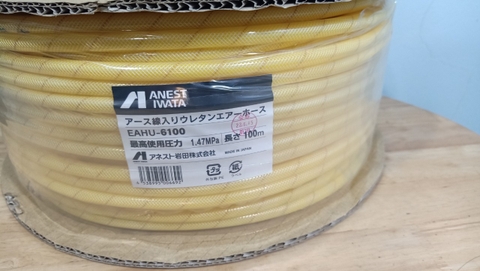 ANEST
IWATA
アース線入りウレタンエアーホース
EAHU-6100
最高使用圧力 1.47MPa 長さ 100m
アネスト岩田株式会社
MADE IN JAPAN
プラ